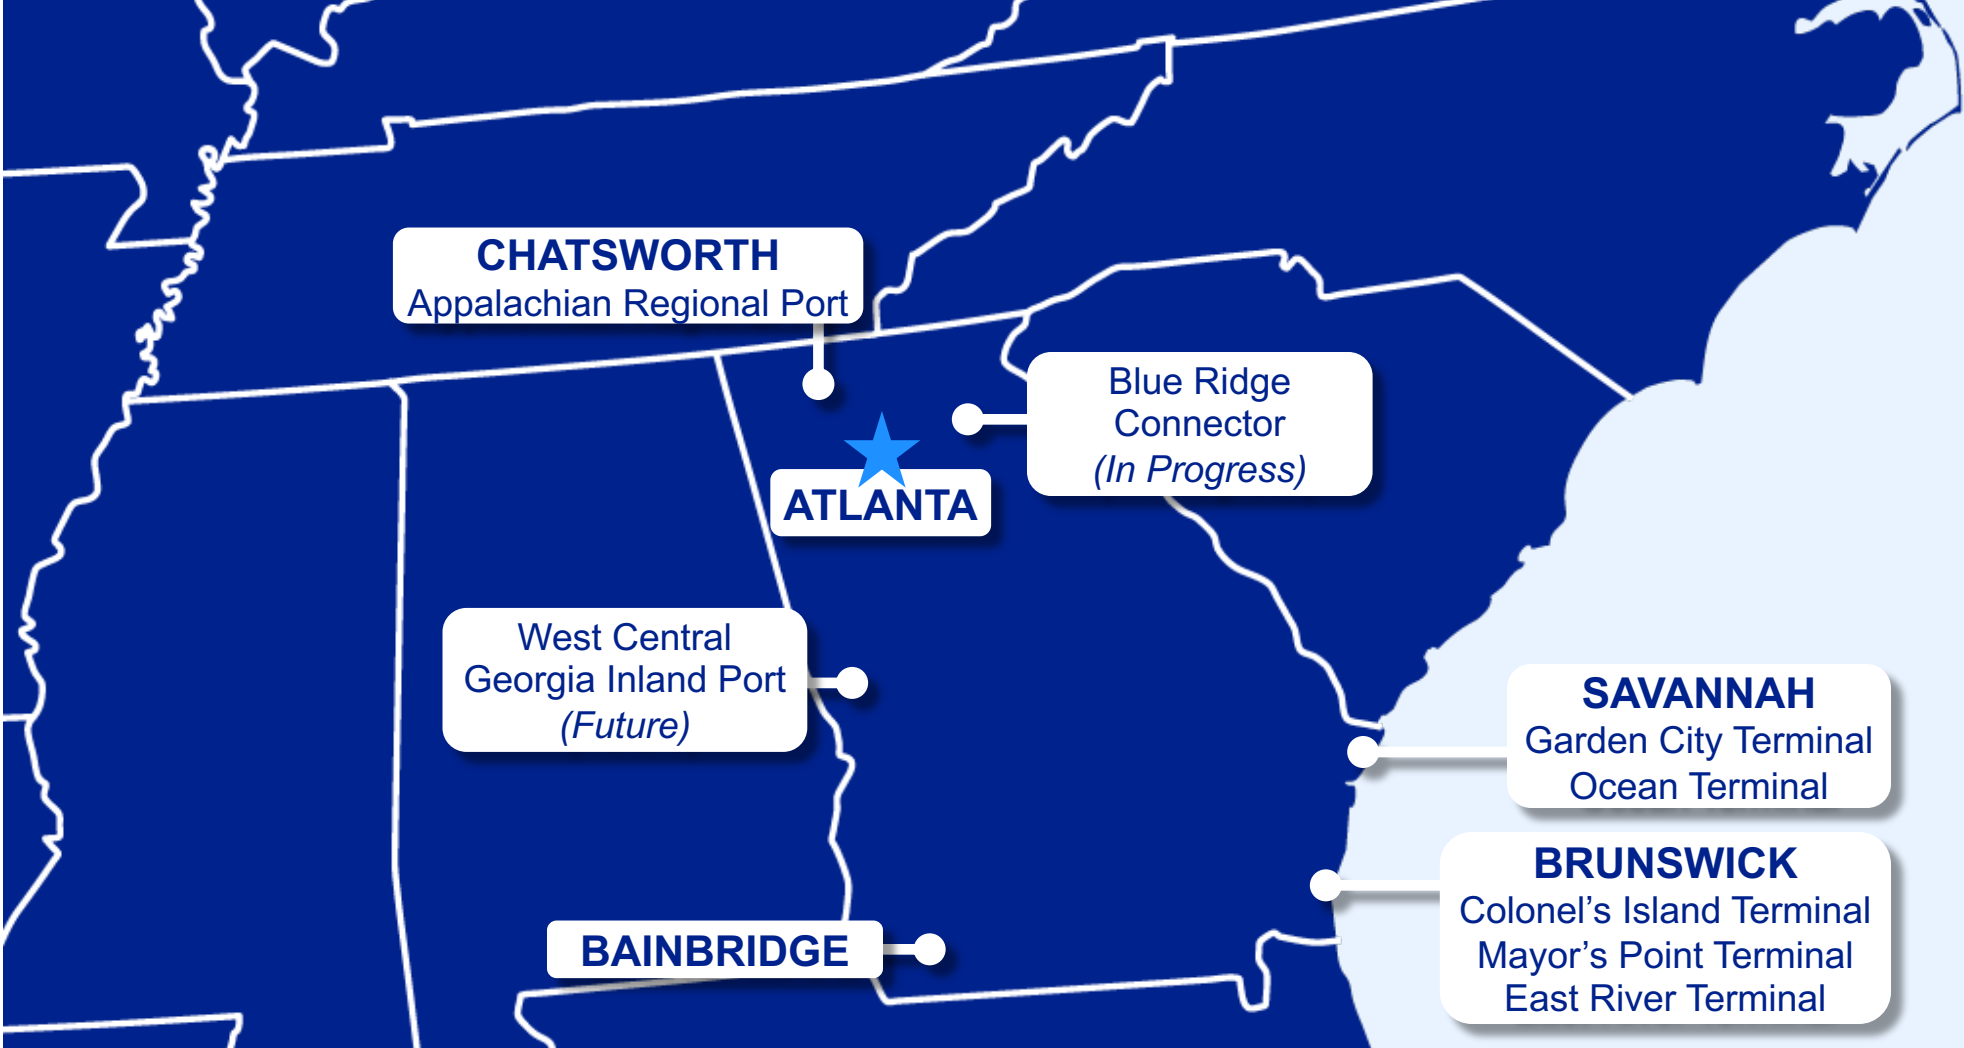 CHATSWORTH
Appalachian Regional Port
Blue Ridge
Connector
(In Progress)
ATLANTA
West Central
Georgia Inland Port
(Future)
SAVANNAH
Garden City Terminal
Ocean Terminal
BRUNSWICK
Colonel’s Island Terminal
Mayor’s Point Terminal
East River Terminal
BAINBRIDGE